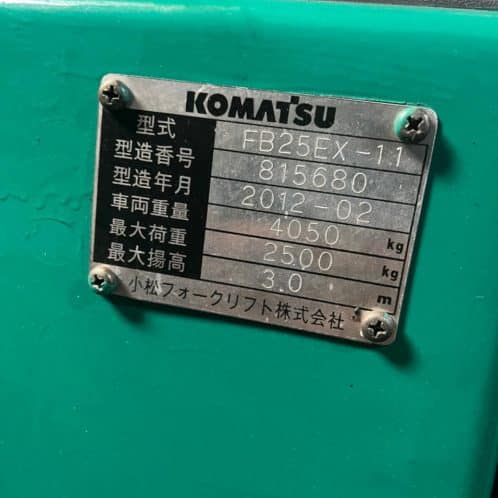 KOMATSU
型式 FB25EX-11
型造番号 815680
型造年月 2012-02
車両重量 4050 kg
最大荷重 2500 kg
最大揚高 3.0 m
小松フォークリフト株式会社